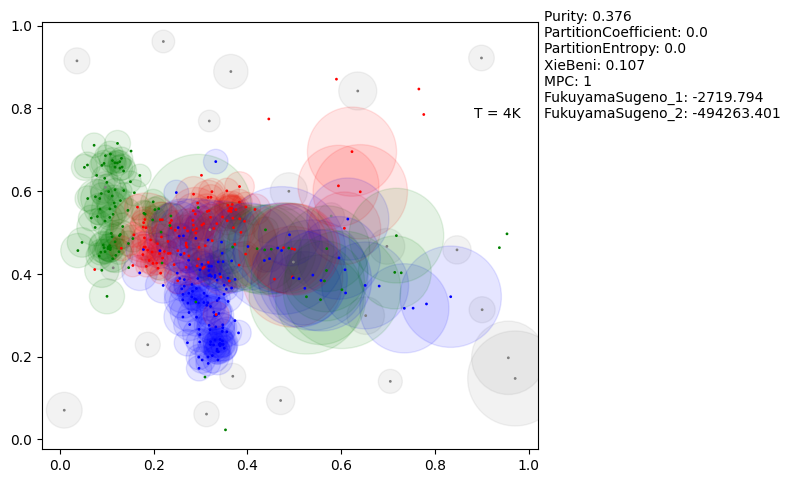 Purity: 0.376
PartitionCoefficient: 0.0
PartitionEntropy: 0.0
XieBeni: 0.107
MPC: 1
FukuyamaSugeno_1: -2719.794
FukuyamaSugeno_2: -494263.401
T = 4K
1.0
0.8
0.6
0.4
0.2
0.0
0.0 0.2 0.4 0.6 0.8 1.0